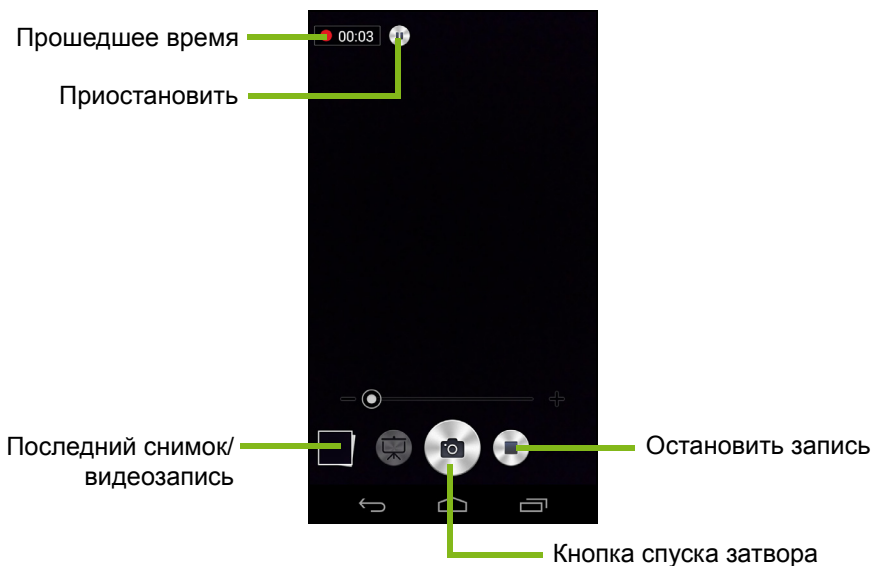 Прошедшее время
00:03
Приостановить
Последний снимок/
видеозапись
Остановить запись
Кнопка спуска затвора